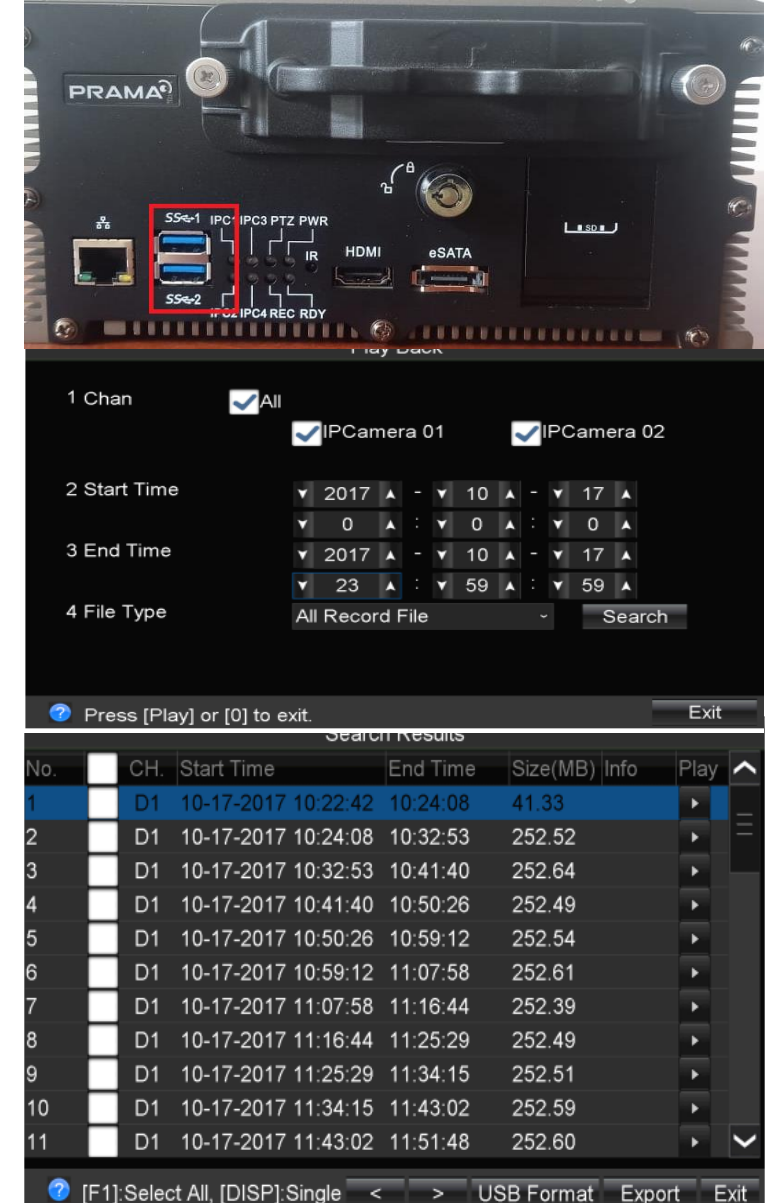 PRAMA
SS 1 IPC1 IPC3 PTZ PWR
IR
HDMI
eSATA
SD
SS 2
IPC2 IPC4 REC RDY
Play Back
1 Chan All
IPCamera 01 IPCamera 02
2 Start Time 2017 - 10 - 17
0 : 0 : 0
3 End Time 2017 - 10 - 17
23 : 59 : 59
4 File Type All Record File Search
? Press [Play] or [0] to exit. Exit
Search Results
No. CH. Start Time End Time Size(MB) Info Play
1 D1 10-17-2017 10:22:42 10:24:08 41.33
2 D1 10-17-2017 10:24:08 10:32:53 252.52
3 D1 10-17-2017 10:32:53 10:41:40 252.64
4 D1 10-17-2017 10:41:40 10:50:26 252.49
5 D1 10-17-2017 10:50:26 10:59:12 252.54
6 D1 10-17-2017 10:59:12 11:07:58 252.61
7 D1 10-17-2017 11:07:58 11:16:44 252.39
8 D1 10-17-2017 11:16:44 11:25:29 252.49
9 D1 10-17-2017 11:25:29 11:34:15 252.51
10 D1 10-17-2017 11:34:15 11:43:02 252.59
11 D1 10-17-2017 11:43:02 11:51:48 252.60
? [F1]:Select All, [DISP]:Single < > USB Format Export Exit